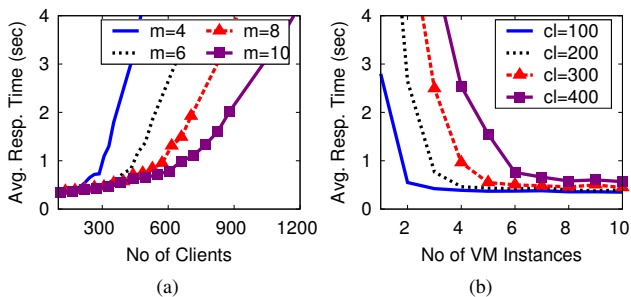 Avg. Resp. Time (sec)
4
3
2
1
0
m=4
m=6
m=8
m=10
300 600 900 1200
No of Clients
(a)
Avg. Resp. Time (sec)
4
3
2
1
0
cl=100
cl=200
cl=300
cl=400
2 4 6 8 10
No of VM Instances
(b)